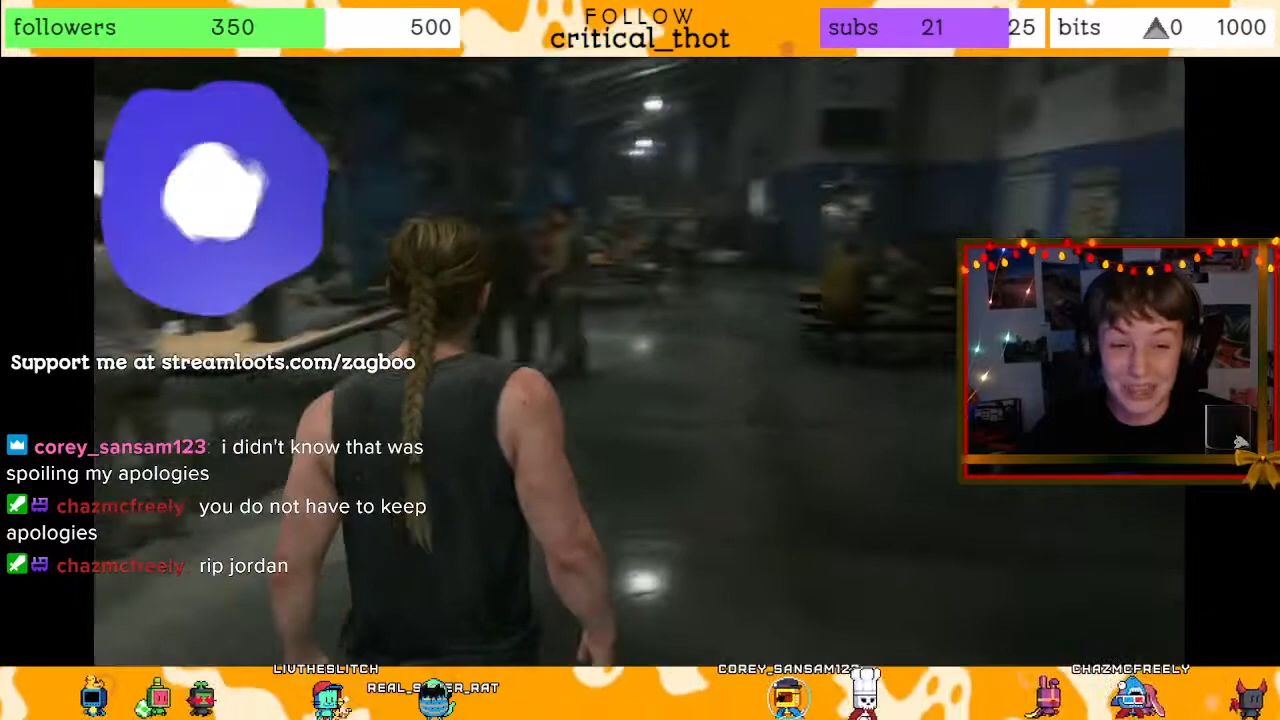 followers 350 500
FOLLOW
critical_thot
subs 21 25
bits 0 1000
Support me at streamloots.com/zagboo
corey_sansam123: i didn't know that was
spoiling my apologies
chazmcfreely: you do not have to keep
apologies
chazmcfreely: rip jordan
LIVTHESLITCH
COREY_SANSAM123
CHAZMCFREELY